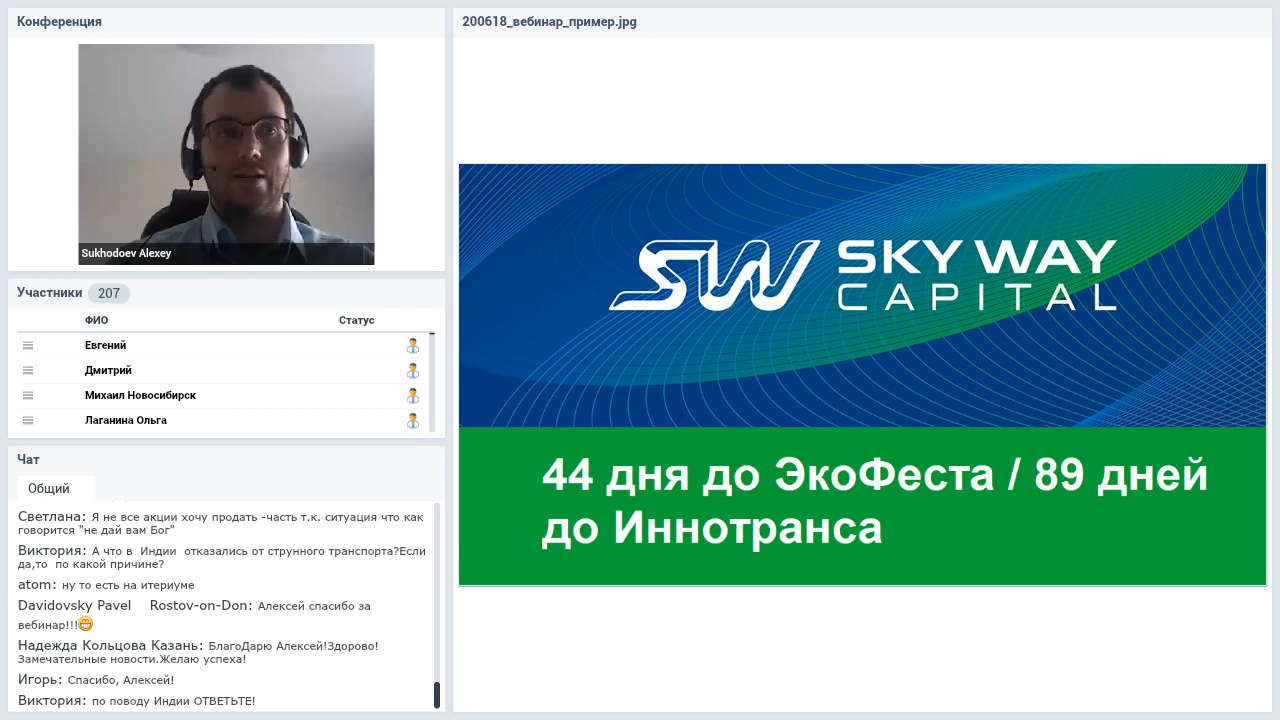 Конференция
Sukhodoev Alexey
Участники 207
ФИО Статус
Евгений
Дмитрий
Михаил Новосибирск
Лаганина Ольга
Чат
Общий
Светлана: Я не все акции хочу продать -часть т.к. ситуация что как
говорится "не дай вам Бог"
Виктория: А что в Индии отказались от струнного транспорта?Если
да,то по какой причине?
atom: ну то есть на итериуме
Davidovsky Pavel Rostov-on-Don: Алексей спасибо за
вебинар!!!
Надежда Кольцова Казань: БлагоДарю Алексей!Здорово!
Замечательные новости.Желаю успеха!
Игорь: Спасибо, Алексей!
Виктория: по поводу Индии ОТВЕТЬТЕ!
200618_вебинар_пример.jpg
SW SKY WAY
CAPITAL
44 дня до ЭкоФеста / 89 дней
до Иннотранса